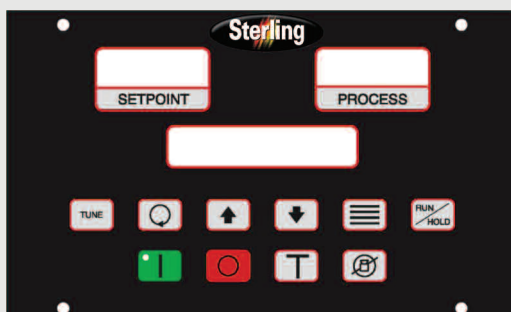 Sterling
SETPOINT
PROCESS
TUNE
RUN
HOLD